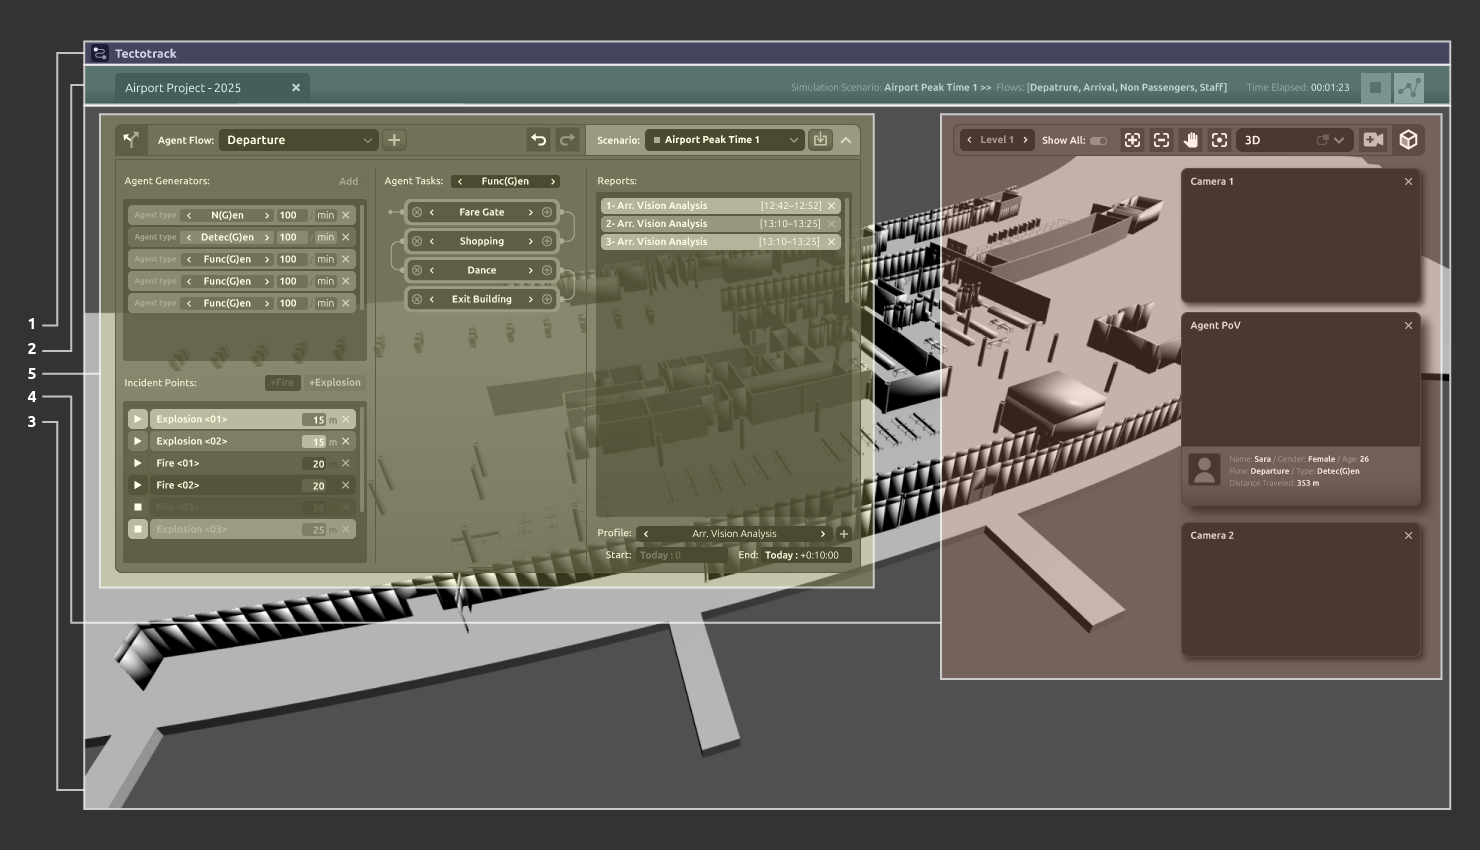 Tectotrack
Airport Project - 2025
Simulation Scenario: Airport Peak Time 1 >> Flows: [Depatrure, Arrival, Non Passengers, Staff] Time Elapsed: 00:01:23
1
2
5
4
3
Agent Flow: Departure
Scenario: Airport Peak Time 1
Agent Generators: Add
Agent type < N(G)en > 100 / min
Agent type < Detec(G)en > 100 / min
Agent type < Func(G)en > 100 / min
Agent type < Func(G)en > 100 / min
Agent type < Func(G)en > 100 / min
Incident Points: +Fire +Explosion
Explosion <01> 15 m
Explosion <02> 15 m
Fire <01> 20
Fire <02> 20
Fire <03> 20 m
Explosion <03> 25 m
Agent Tasks: < Func(G)en >
< Fare Gate >
< Shopping >
< Dance >
< Exit Building >
Reports:
1- Arr. Vision Analysis [12:42–12:52]
2- Arr. Vision Analysis [13:10–13:25]
3- Arr. Vision Analysis [13:10–13:25]
Profile: < Arr. Vision Analysis > +
Start: Today : 0 End: Today : +0:10:00
< Level 1 > Show All: 3D
Camera 1
Agent PoV
Name: Sara / Gender: Female / Age: 26
Flow: Departure / Type: Detec(G)en
Distance Traveled: 353 m
Camera 2